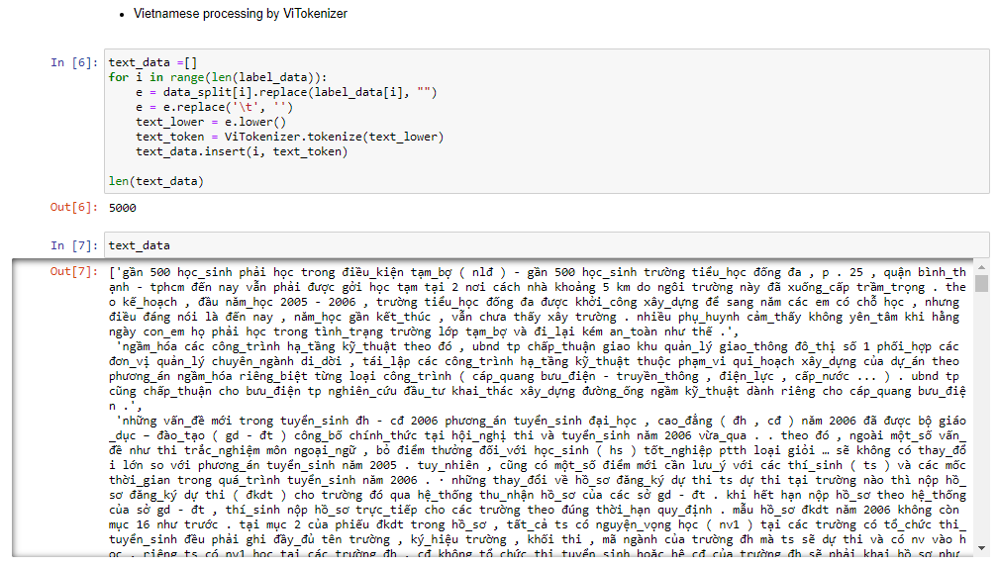 • Vietnamese processing by ViTokenizer
In [6]: text_data =[]
for i in range(len(label_data)):
    e = data_split[i].replace(label_data[i], "")
    e = e.replace('\t', '')
    text_lower = e.lower()
    text_token = ViTokenizer.tokenize(text_lower)
    text_data.insert(i, text_token)
len(text_data)
Out[6]: 5000
In [7]: text_data
Out[7]: ['gần 500 học_sinh phải học trong điều_kiện tạm_bợ ( nlđ ) - gần 500 học_sinh trường tiểu_học đống đa , p . 25 , quận bình_th
ạnh - tphcm đến nay vẫn phải được gởi học tạm tại 2 nơi cách nhà khoảng 5 km do ngôi trường này đã xuống_cấp trầm_trọng . the
o kế_hoạch , đầu năm_học 2005 - 2006 , trường tiểu_học đống đa được khởi_công xây_dựng để sang năm các em có chỗ học , nhưng
điều đáng nói là đến nay , năm_học gần kết_thúc , vẫn chưa thấy xây trường . nhiều phụ_huynh cảm_thấy không yên_tâm khi hằng
ngày con_em họ phải học trong tình_trạng trường lớp tạm_bợ và đi_lại kém an_toàn như thế .',
'ngầm_hóa các công_trình hạ_tầng kỹ_thuật theo đó , ubnd tp chấp_thuận giao khu quản_lý giao_thông đô_thị số 1 phối_hợp các
đơn_vị quản_lý chuyên_ngành di_dời , tái_lập các công_trình hạ_tầng kỹ_thuật thuộc phạm_vi qui_hoạch xây_dựng của dự_án theo
phương_án ngầm_hóa riêng_biệt từng loại công_trình ( cáp_quang bưu_điện - truyền_thông , điện_lực , cấp_nước ... ) . ubnd tp
cũng chấp_thuận cho bưu_điện tp nghiên_cứu đầu_tư khai_thác xây_dựng đường_ống ngầm kỹ_thuật dành riêng cho cáp_quang bưu_điệ
n .',
'những vấn_đề mới trong tuyển_sinh đh - cđ 2006 phương_án tuyển_sinh đại_học , cao_đẳng ( đh , cđ ) năm 2006 đã được bộ giáo
_dục – đào_tạo ( gd - đt ) công_bố chính_thức tại hội_nghị thi và tuyển_sinh năm 2006 vừa_qua . . theo đó , ngoài một_số vấn_
đề như thi trắc_nghiệm môn ngoại_ngữ , bỏ điểm thưởng đối_với học_sinh ( hs ) tốt_nghiệp ptth loại giỏi … sẽ không có thay_đổ
i lớn so với phương_án tuyển_sinh năm 2005 . tuy_nhiên , cũng có một_số điểm mới cần lưu_ý với các thí_sinh ( ts ) và các mốc
thời_gian trong quá_trình tuyển_sinh năm 2006 . · những thay_đổi về hồ_sơ đăng_ký dự thi ts dự thi tại trường nào thì nộp hồ_
sơ đăng_ký dự thi ( đkdt ) cho trường đó qua hệ_thống thu_nhận hồ_sơ của các sở gd - đt . khi hết hạn nộp hồ_sơ theo hệ_thống
của sở gd - đt , thí_sinh nộp hồ_sơ trực_tiếp cho các trường theo đúng thời_hạn quy_định . mẫu hồ_sơ đkdt năm 2006 không còn
mục 16 như trước . tại mục 2 của phiếu đkdt trong hồ_sơ , tất_cả ts có nguyện_vọng học ( nv1 ) tại các trường có tổ_chức thi_
tuyển_sinh đều phải ghi đầy_đủ tên trường , ký_hiệu trường , khối thi , mã ngành của trường đh mà ts sẽ dự thi và có nv vào h
ọc . riêng ts có nv1 học tại các trường đh , cđ không tổ_chức thi tuyển_sinh hoặc hệ cđ của trường đh sẽ phải khai hồ_sơ như